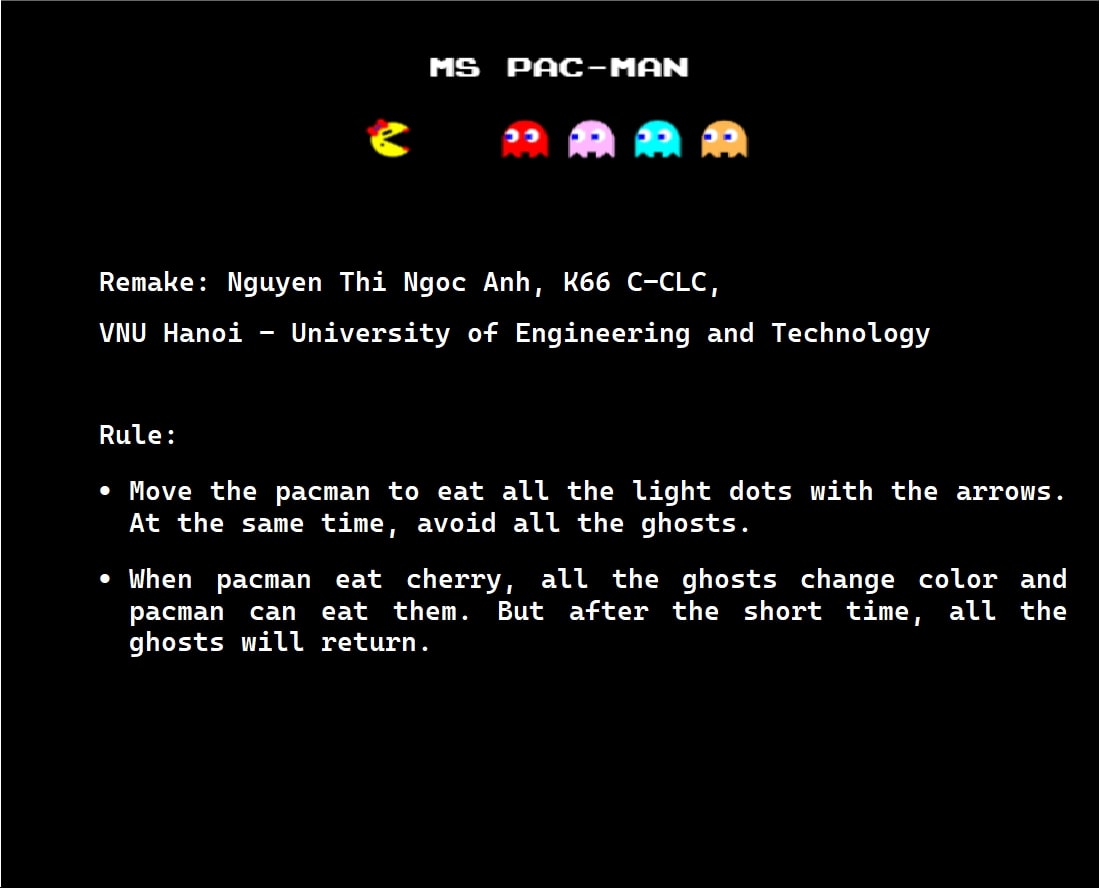 MS PAC-MAN
Remake: Nguyen Thi Ngoc Anh, K66 C-CLC,
VNU Hanoi - University of Engineering and Technology
Rule:
• Move the pacman to eat all the light dots with the arrows.
At the same time, avoid all the ghosts.
• When pacman eat cherry, all the ghosts change color and
pacman can eat them. But after the short time, all the
ghosts will return.